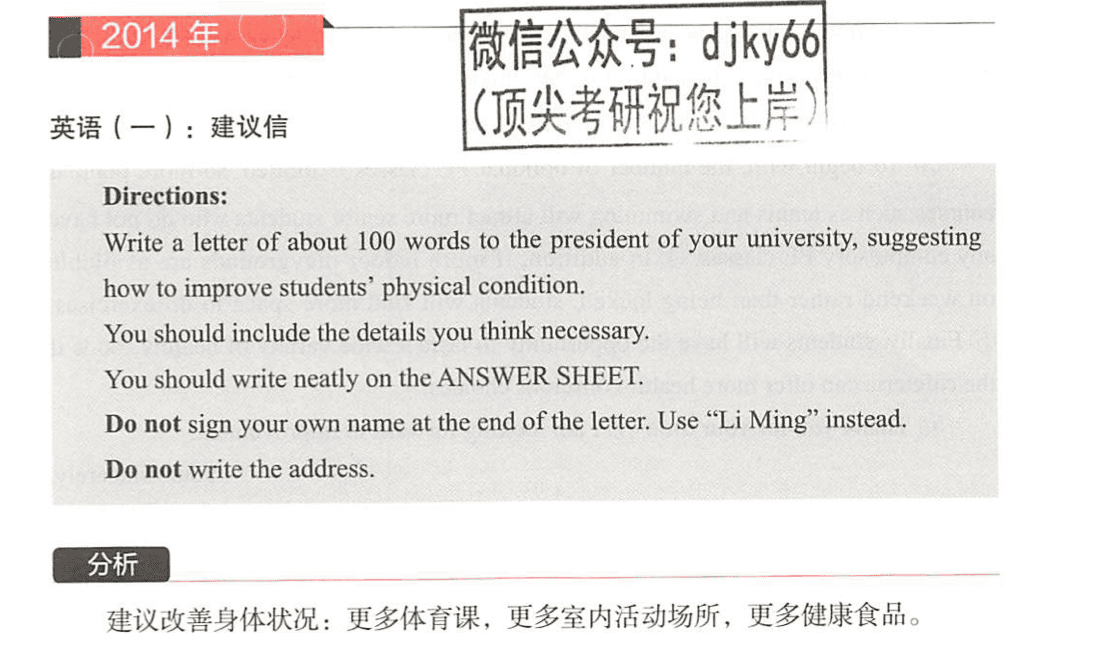 2014 年
微信公众号：djky66
(顶尖考研祝您上岸)
英语（一）：建议信
Directions:
Write a letter of about 100 words to the president of your university, suggesting
how to improve students’ physical condition.
You should include the details you think necessary.
You should write neatly on the ANSWER SHEET.
Do not sign your own name at the end of the letter. Use “Li Ming” instead.
Do not write the address.
分析
建议改善身体状况：更多体育课，更多室内活动场所，更多健康食品。